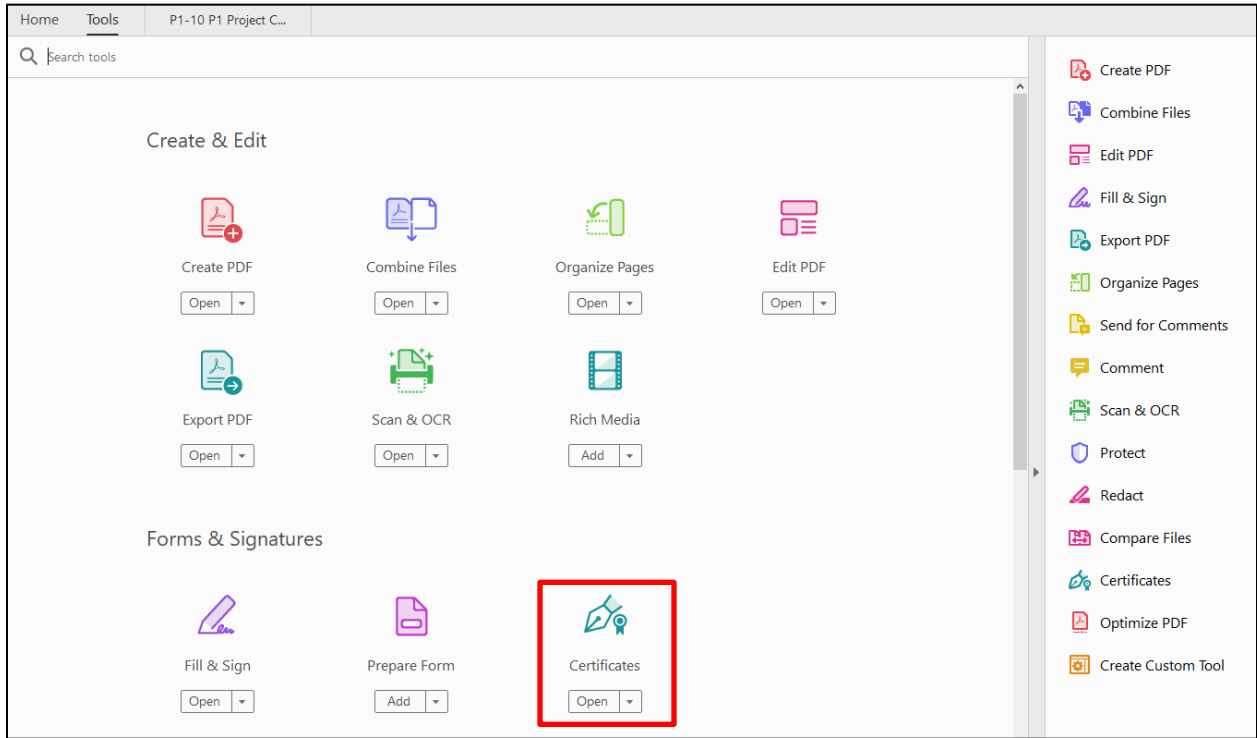 Home Tools P1-10 P1 Project C...
Search tools
Create & Edit
Create PDF Combine Files Organize Pages Edit PDF
Open Open Open Open
Export PDF Scan & OCR Rich Media
Open Open Add
Forms & Signatures
Fill & Sign Prepare Form Certificates
Open Add Open
Create PDF
Combine Files
Edit PDF
Fill & Sign
Export PDF
Organize Pages
Send for Comments
Comment
Scan & OCR
Protect
Redact
Compare Files
Certificates
Optimize PDF
Create Custom Tool